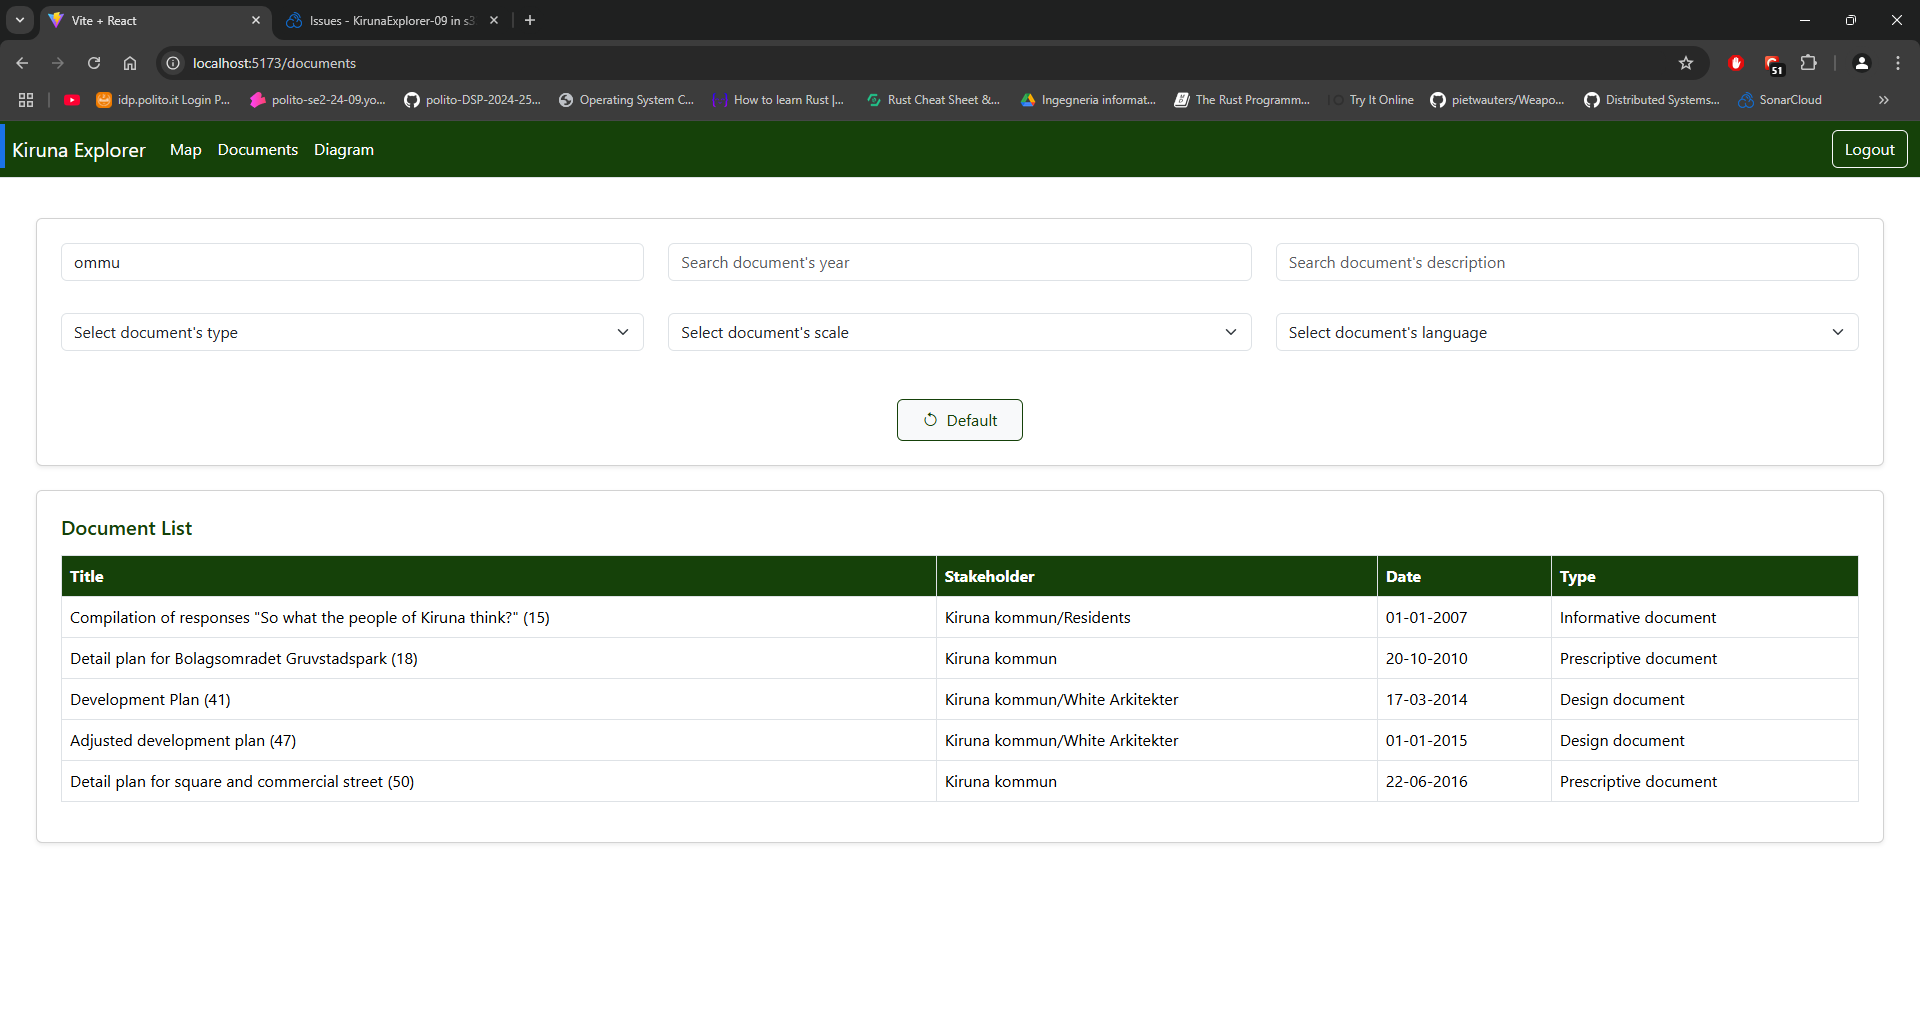 Vite + React
Issues - KirunaExplorer-09 in s3
localhost:5173/documents
51
idp.polito.it Login P...
polito-se2-24-09.yo...
polito-DSP-2024-25...
Operating System C...
How to learn Rust |...
Rust Cheat Sheet &...
Ingegneria informat...
The Rust Programm...
Try It Online
pietwauters/Weapo...
Distributed Systems...
SonarCloud
Kiruna Explorer Map Documents Diagram Logout
ommu Search document's year Search document's description
Select document's type Select document's scale Select document's language
Default
Document List
Title Stakeholder Date Type
Compilation of responses "So what the people of Kiruna think?" (15) Kiruna kommun/Residents 01-01-2007 Informative document
Detail plan for Bolagsomradet Gruvstadspark (18) Kiruna kommun 20-10-2010 Prescriptive document
Development Plan (41) Kiruna kommun/White Arkitekter 17-03-2014 Design document
Adjusted development plan (47) Kiruna kommun/White Arkitekter 01-01-2015 Design document
Detail plan for square and commercial street (50) Kiruna kommun 22-06-2016 Prescriptive document